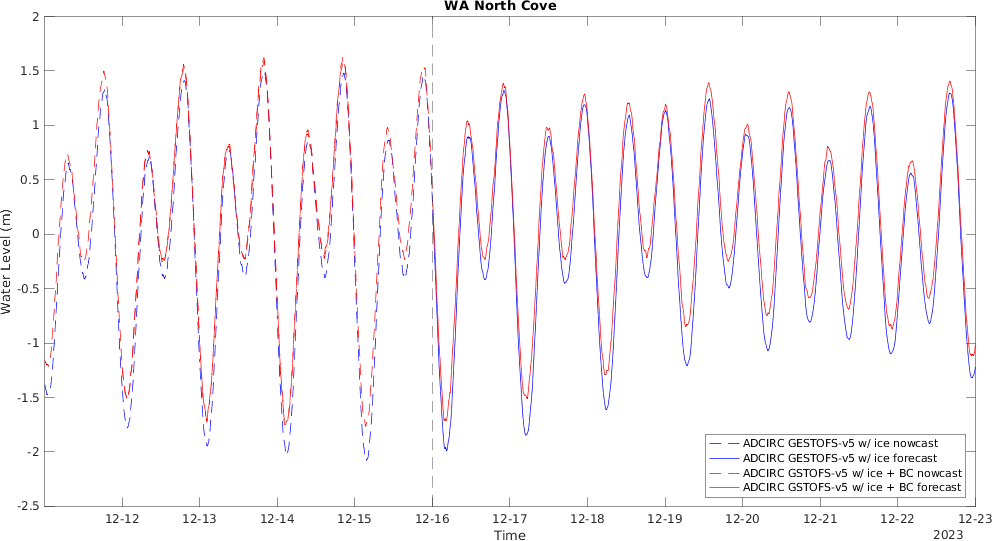 WA North Cove
2
1.5
1
0.5
0
-0.5
-1
-1.5
-2
-2.5
Water Level (m)
ADCIRC GESTOFS-v5 w/ ice nowcast
ADCIRC GESTOFS-v5 w/ ice forecast
ADCIRC GSTOFS-v5 w/ ice + BC nowcast
ADCIRC GSTOFS-v5 w/ ice + BC forecast
12-12 12-13 12-14 12-15 12-16 12-17 12-18 12-19 12-20 12-21 12-22 12-23
Time
2023